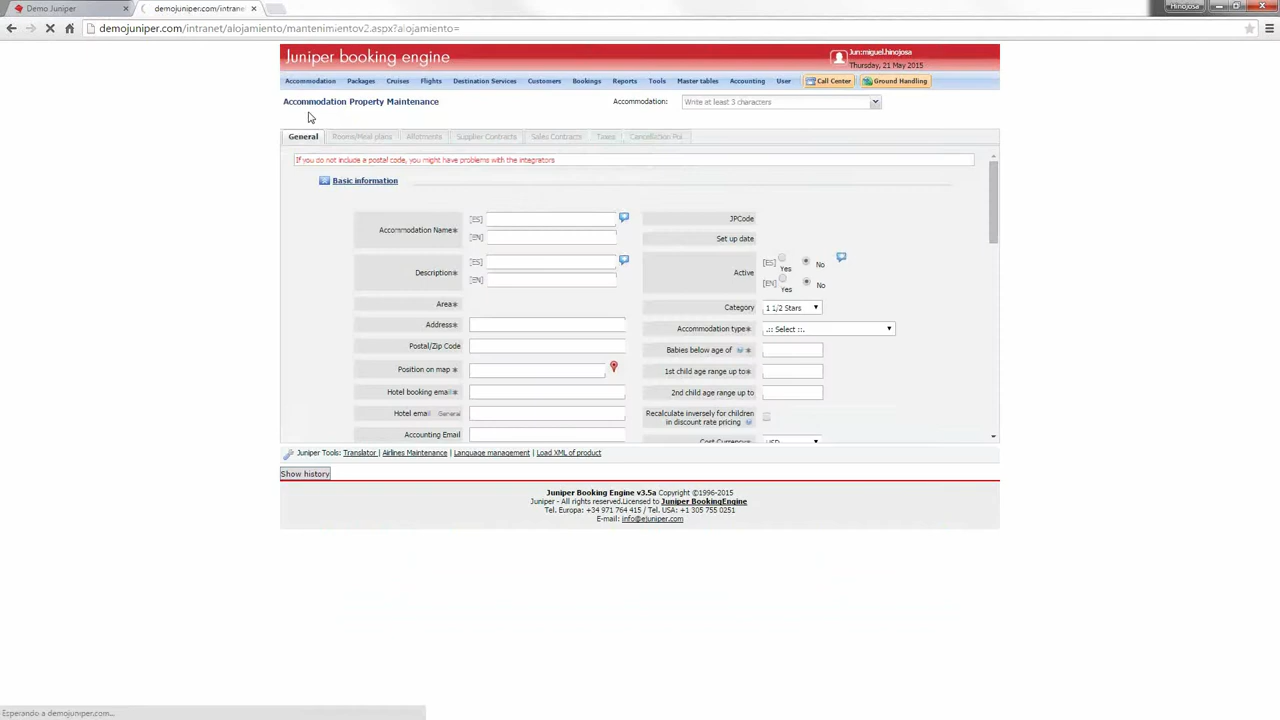 Demo Juniper
demojuniper.com/intrane
Hinojosa
demojuniper.com/intranet/alojamiento/mantenimientov2.aspx?alojamiento=
Juniper booking engine
Jun:miguel.hinojosa
Thursday, 21 May 2015
Accommodation Packages Cruises Flights Destination Services Customers Bookings Reports Tools Master tables Accounting User Call Center Ground Handling
Accommodation Property Maintenance
Accommodation: Write at least 3 characters
General Rooms/Meal plans Allotments Supplier Contracts Sales Contracts Taxes Cancellation Pol.
If you do not include a postal code, you might have problems with the integrators
Basic information
Accommodation Name* [ES]
[EN]
Description* [ES]
[EN]
Area*
Address*
Postal/Zip Code
Position on map *
Hotel booking email*
Hotel email General
Accounting Email
JPCode
Set up date
Active [ES] Yes No
[EN] Yes No
Category 1 1/2 Stars
Accommodation type* .:: Select ::.
Babies below age of *
1st child age range up to*
2nd child age range up to
Recalculate inversely for children
in discount rate pricing
Cost Currency* USD
Juniper Tools: Translator | Airlines Maintenance | Language management | Load XML of product
Show history
Juniper Booking Engine v3.5a Copyright ©1996-2015
Juniper - All rights reserved.Licensed to Juniper BookingEngine
Tel. Europa: +34 971 764 415 / Tel. USA: +1 305 755 0251
E-mail: info@ejuniper.com
Esperando a demojuniper.com...